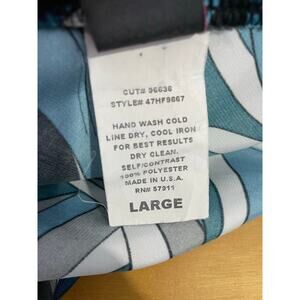 CUT# 96636
STYLE# 47HF9667
HAND WASH COLD
LINE DRY, COOL IRON
FOR BEST RESULTS
DRY CLEAN.
SELF/CONTRAST
100% POLYESTER
MADE IN U.S.A.
RN# 57911
LARGE